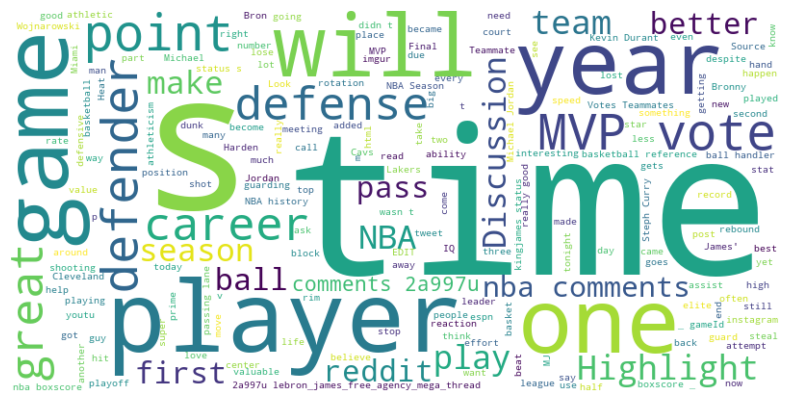 Wojnarowski
good
athletic
Bron
going
didn t
became
MVP
imgur
Final
due
Kevin Durant
even
Source
know
point
will
team
better
year
part
Michael
right
number
place
Teammate
court
need
see
despite
hand
happen
Miami
man
status s
lose
lot
Look
every
t
speed
lost
Votes Teammates
Bronny
getting
new
played
game
basketball
Heat
defender
make
rotation
NBA Season
big
defense
Discussion
Michael Jordan
something
star
second
MVP vote
less
defensive
rate
way
athleticism
dunk
become
meeting
added
really
html
take
many
Harden
call
m
Cavs
two
position
much
read
ability
interesting
basketball reference
ball handler
s
time
value
p
shot
Jordan
guarding
top
Lakers
pass
gets
stat
Steph Curry
NBA history
wasn t
come
career
NBA
tweet
IQ
record
rebound
great
season
ask
block
EDIT
three
kingjames status
made
post
came
James'
best
around
shooting
today
away
tonight
day
goes
yet
Cleveland
ball
rim
comments 2a997u
nba comments
assist
high
help
playing
prime
passing lane
player
one
youtu
v
leader
people
espn
basket
elite
often
still
move
reaction
end
gameId
instagram
got
guy
super
life
stop
think
play
MJ
guard
steal
another
hit
love
believe
effort
want
beat
back
attempt
nba boxscore
playoff
first
center
valuable
reddit
Highlight
2a997u lebron_james_free_agency_mega_thread
league
use
say
half
boxscore _
now